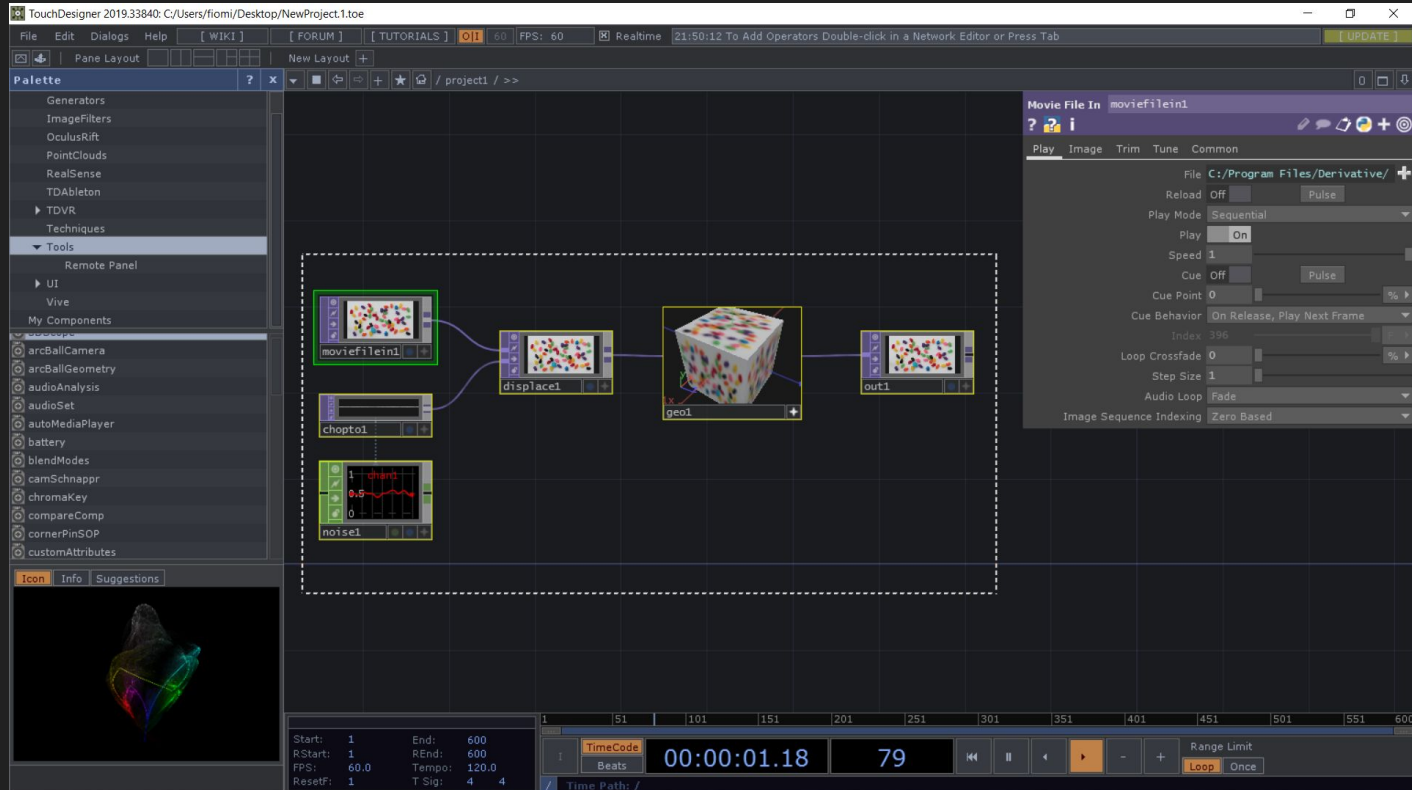 TouchDesigner 2019.33840: C:/Users/fiomi/Desktop/NewProject.1.toe
File Edit Dialogs Help [ WIKI ] [ FORUM ] [ TUTORIALS ] O|I 60 FPS: 60 Realtime 21:50:12 To Add Operators Double-click in a Network Editor or Press Tab [ UPDATE ]
Pane Layout New Layout +
Palette ? x / project1 / >> 0
Generators
ImageFilters
OculusRift
PointClouds
RealSense
TDAbleton
TDVR
Techniques
Tools
Remote Panel
UI
Vive
My Components
arcBallCamera
arcBallGeometry
audioAnalysis
audioSet
autoMediaPlayer
battery
blendModes
camSchnappr
chromaKey
compareComp
cornerPinSOP
customAttributes
Icon Info Suggestions
moviefilein1
chopto1
1 chan1
0.5
0
noise1
displace1
geo1
out1
Movie File In moviefilein1
? ? i
Play Image Trim Tune Common
File C:/Program Files/Derivative/
Reload Off Pulse
Play Mode Sequential
Play On
Speed 1
Cue Off Pulse
Cue Point 0 %
Cue Behavior On Release, Play Next Frame
Index 396
Loop Crossfade 0 %
Step Size 1
Audio Loop Fade
Image Sequence Indexing Zero Based
1 51 101 151 201 251 301 351 401 451 501 551 600
Start: 1 End: 600
RStart: 1 REnd: 600
FPS: 60.0 Tempo: 120.0
ResetF: 1 T Sig: 4 4
TimeCode
Beats
00:00:01.18
79
- +
Range Limit
Loop Once
/ Time Path: /